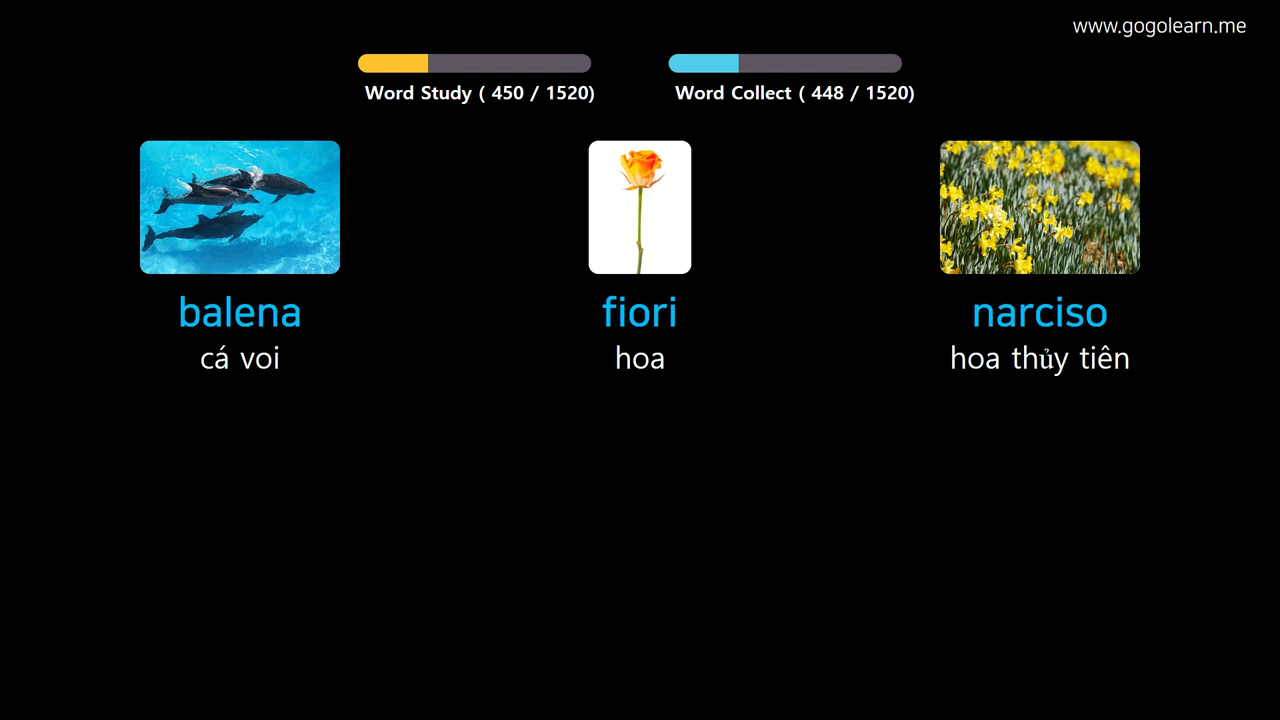 www.gogolearn.me
Word Study ( 450 / 1520)
Word Collect ( 448 / 1520)
balena
cá voi
fiori
hoa
narciso
hoa thủy tiên